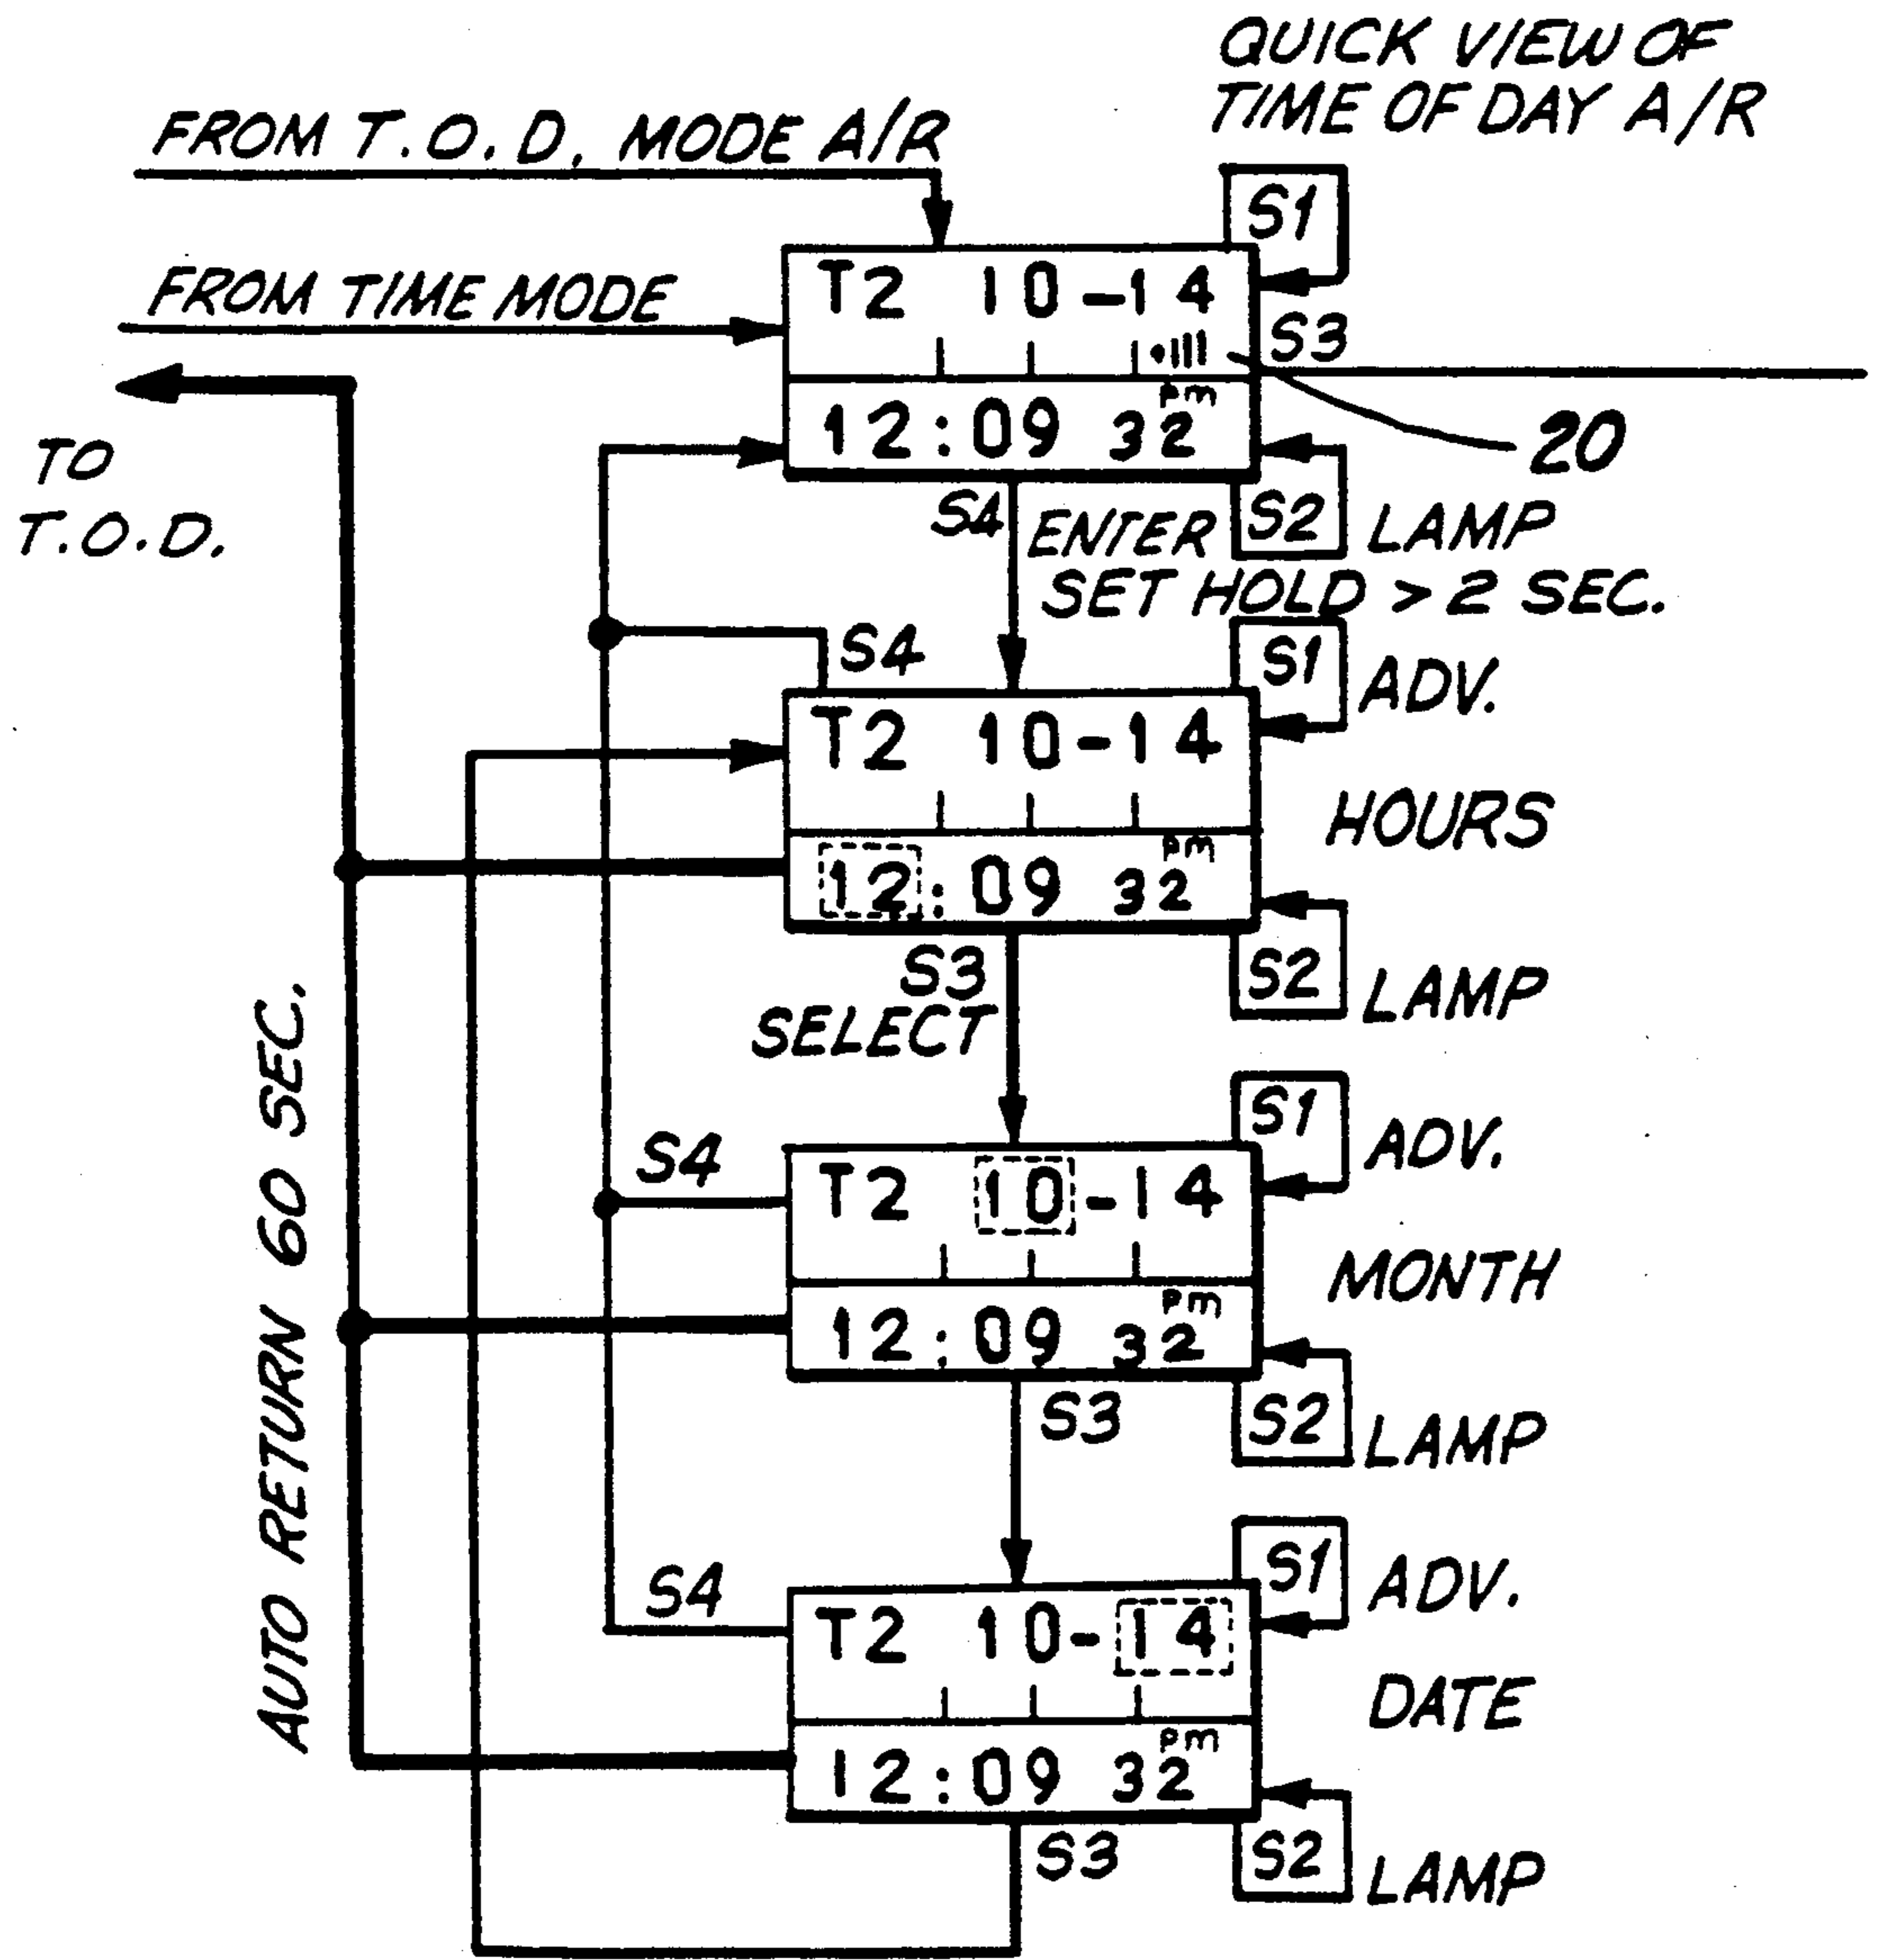 QUICK VIEW OF
TIME OF DAY A/R
FROM T.O.D. MODE A/R
S1
FROM TIME MODE
T2 10-14
S3
pm
12:09 32
20
TO
T.O.D.
S4
ENTER
S2
LAMP
SET HOLD > 2 SEC.
S4
S1
ADV.
T2 10-14
HOURS
pm
12:09 32
S3
SELECT
S2
LAMP
AUTO RETURN 60 SEC.
S1
ADV.
S4
T2 10-14
MONTH
pm
12:09 32
S3
S2
LAMP
S1
ADV.
S4
T2 10-14
DATE
pm
12:09 32
S3
S2
LAMP